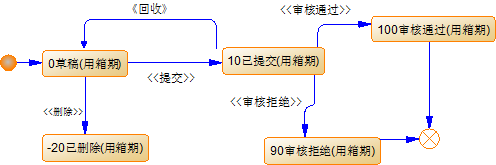 《回收》
<<审核通过>>
100审核通过(用箱期)
0草稿(用箱期)
10已提交(用箱期)
<<提交>>
<<删除>>
<<审核拒绝>>
-20已删除(用箱期)
90审核拒绝(用箱期)